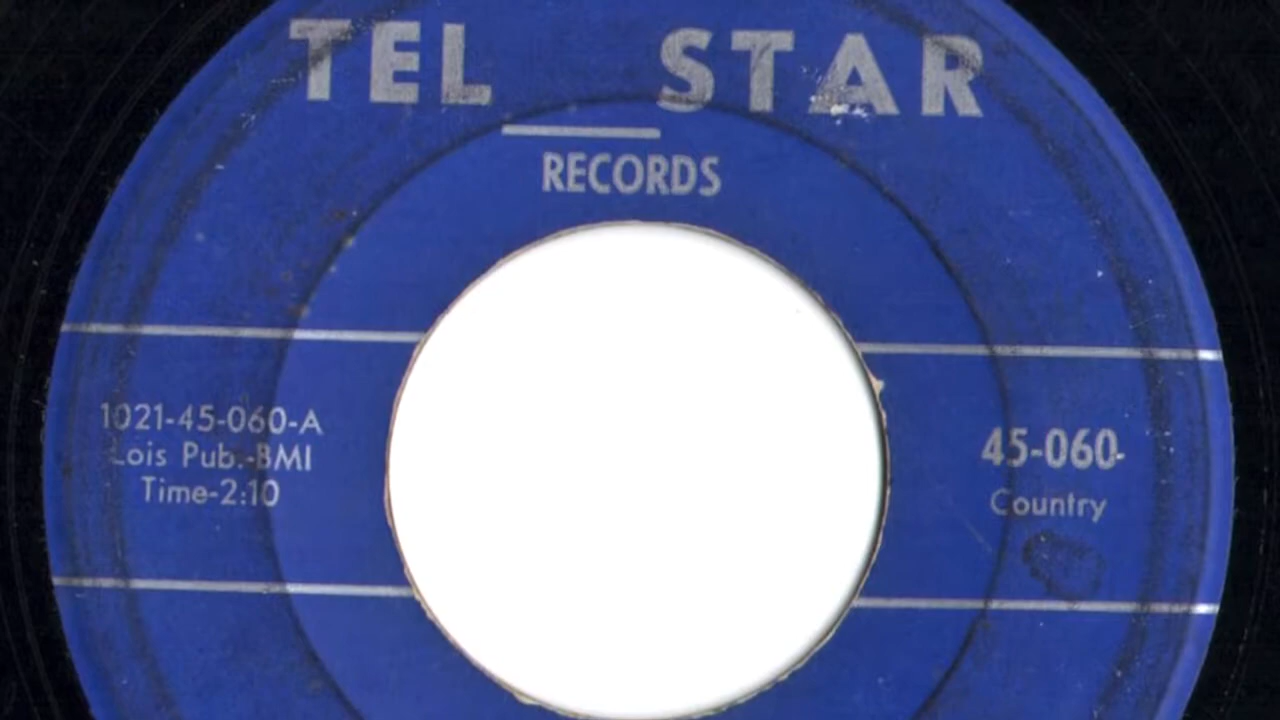 TEL STAR
RECORDS
1021-45-060-A
Lois Pub.-BMI
Time-2:10
45-060-
Country